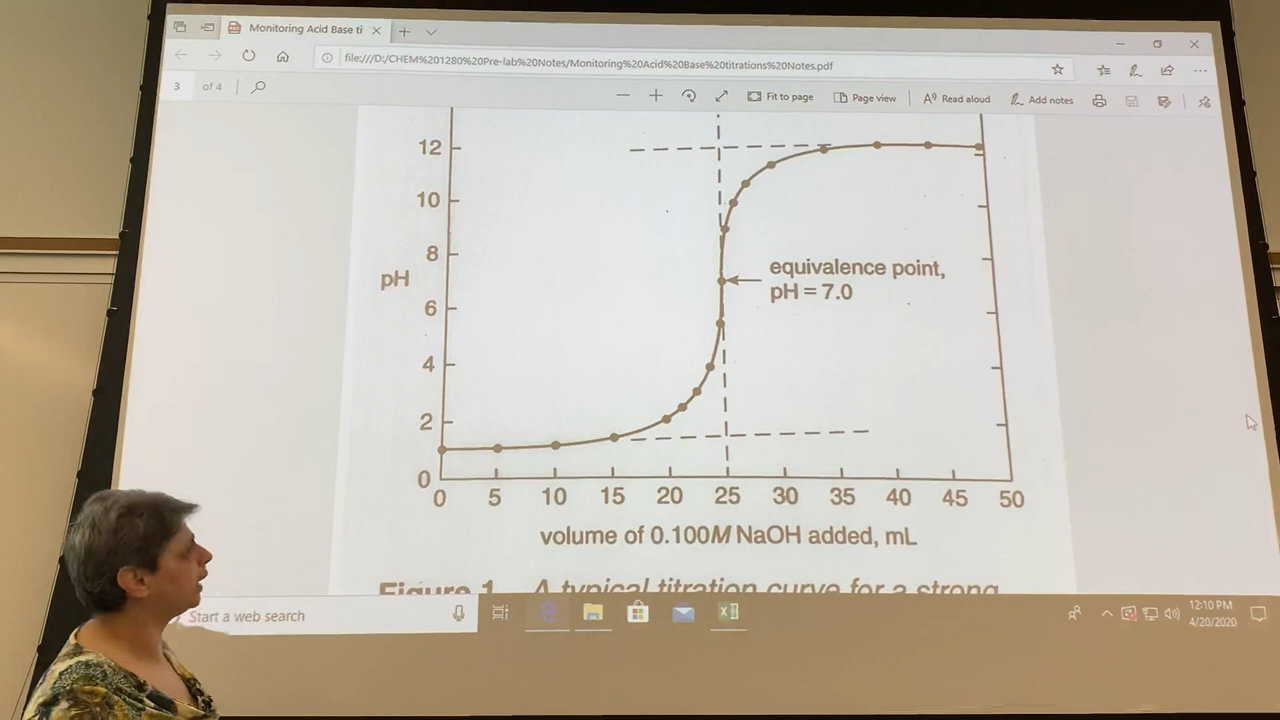 Monitoring Acid Base ti
file:///D:/CHEM%201280%20Pre-lab%20Notes/Monitoring%20Acid%20Base%20titrations%20Notes.pdf
3 of 4
Fit to page
Page view
Read aloud
Add notes
12
10
8
pH
6
4
2
0
equivalence point,
pH = 7.0
0 5 10 15 20 25 30 35 40 45 50
volume of 0.100M NaOH added, mL
Figure 1. A typical titration curve for a strong
Start a web search
12:10 PM
4/20/2020